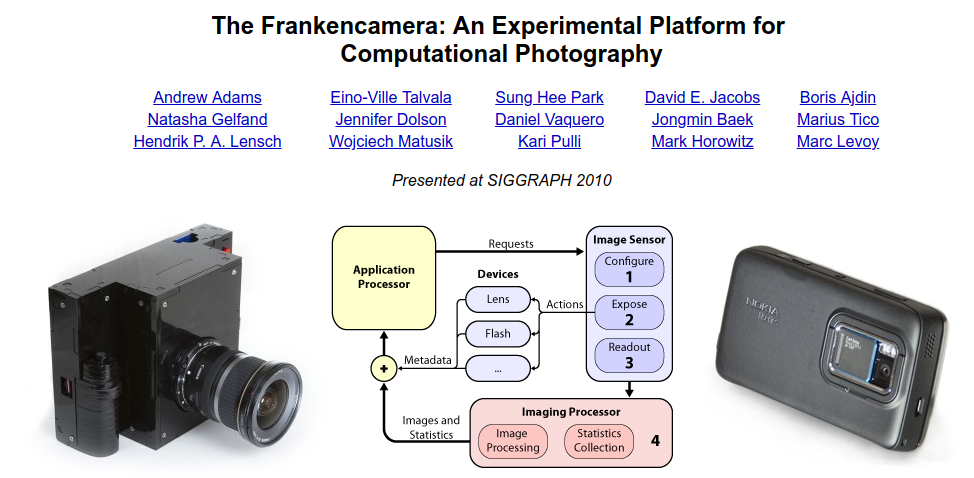 The Frankencamera: An Experimental Platform for
Computational Photography
Andrew Adams Eino-Ville Talvala Sung Hee Park David E. Jacobs Boris Ajdin
Natasha Gelfand Jennifer Dolson Daniel Vaquero Jongmin Baek Marius Tico
Hendrik P. A. Lensch Wojciech Matusik Kari Pulli Mark Horowitz Marc Levoy
Presented at SIGGRAPH 2010
Application
Processor
Requests
Devices
Lens
Flash
...
Actions
Metadata
+
Image Sensor
Configure
1
Expose
2
Readout
3
Images and
Statistics
Imaging Processor
Image
Processing
Statistics
Collection
4
NOKIA